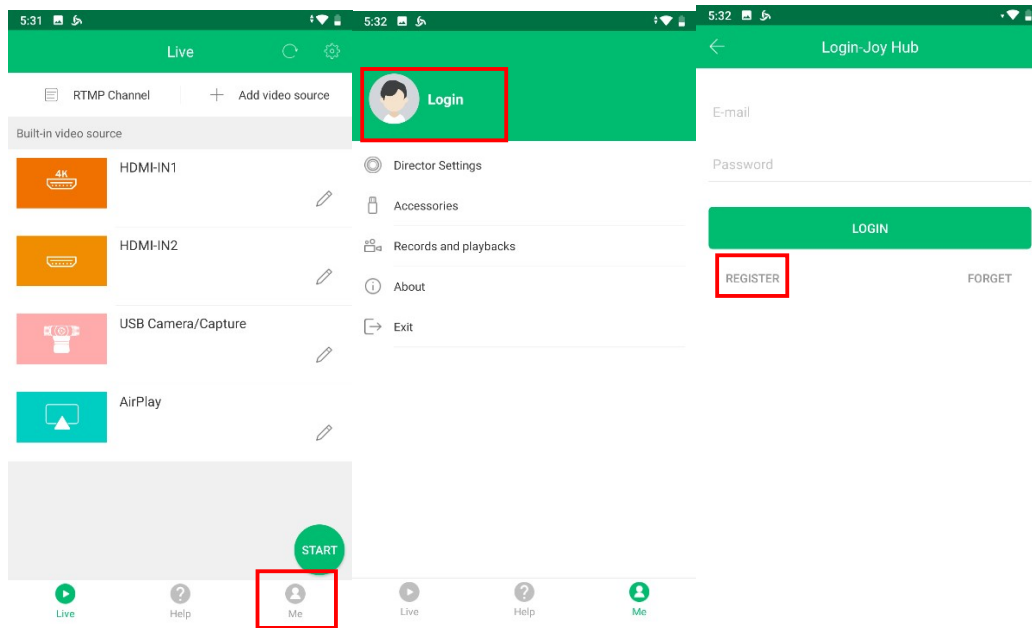 5:31
Live
RTMP Channel
Add video source
Built-in video source
4K
HDMI-IN1
HDMI-IN2
USB Camera/Capture
AirPlay
START
Live
Help
Me
5:32
Login
Director Settings
Accessories
Records and playbacks
About
Exit
Live
Help
Me
5:32
Login-Joy Hub
E-mail
Password
LOGIN
REGISTER
FORGET